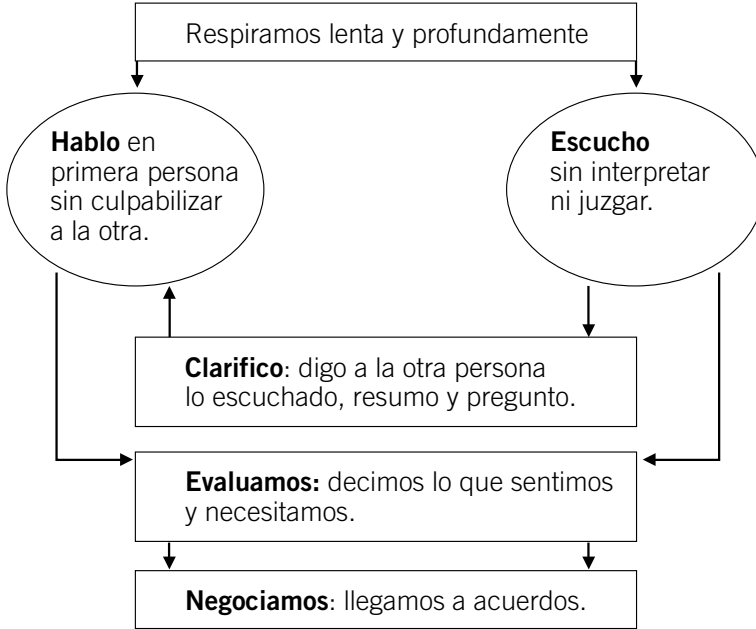 Respiramos lenta y profundamente
Hablo en
primera persona
sin culpabilizar
a la otra.
Escucho
sin interpretar
ni juzgar.
Clarifico: digo a la otra persona
lo escuchado, resumo y pregunto.
Evaluamos: decimos lo que sentimos
y necesitamos.
Negociamos: llegamos a acuerdos.